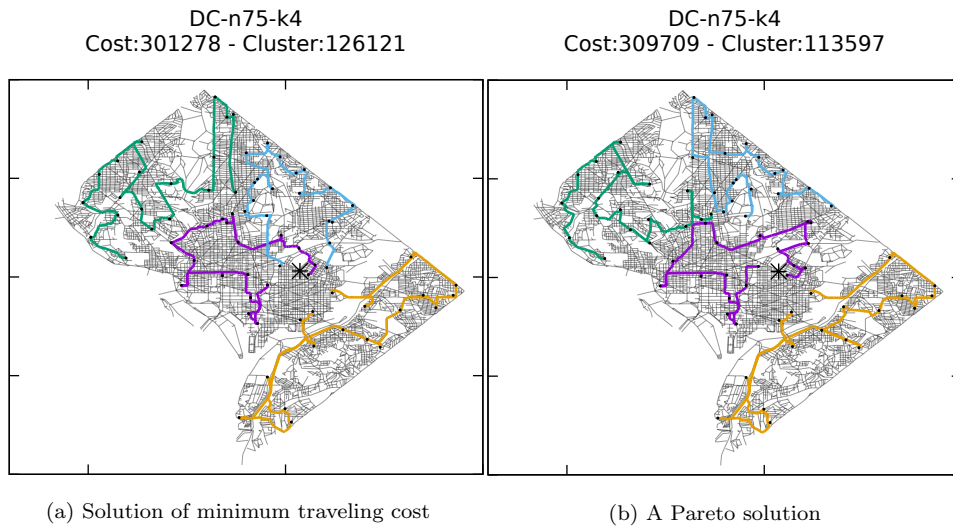 DC-n75-k4
Cost:301278 - Cluster:126121
DC-n75-k4
Cost:309709 - Cluster:113597
(a) Solution of minimum traveling cost
(b) A Pareto solution